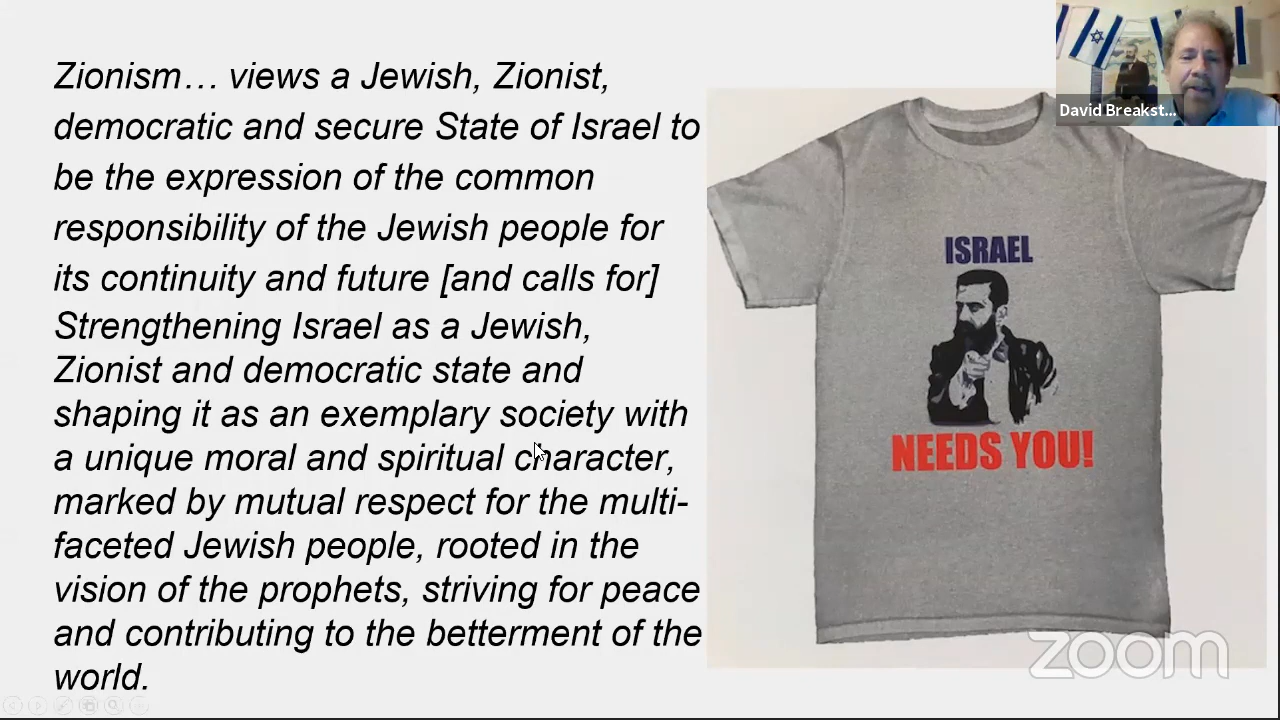 Zionism… views a Jewish, Zionist,
democratic and secure State of Israel to
be the expression of the common
responsibility of the Jewish people for
its continuity and future [and calls for]
Strengthening Israel as a Jewish,
Zionist and democratic state and
shaping it as an exemplary society with
a unique moral and spiritual character,
marked by mutual respect for the multi-
faceted Jewish people, rooted in the
vision of the prophets, striving for peace
and contributing to the betterment of the
world.
David Breakst...
ISRAEL
NEEDS YOU!
zoom